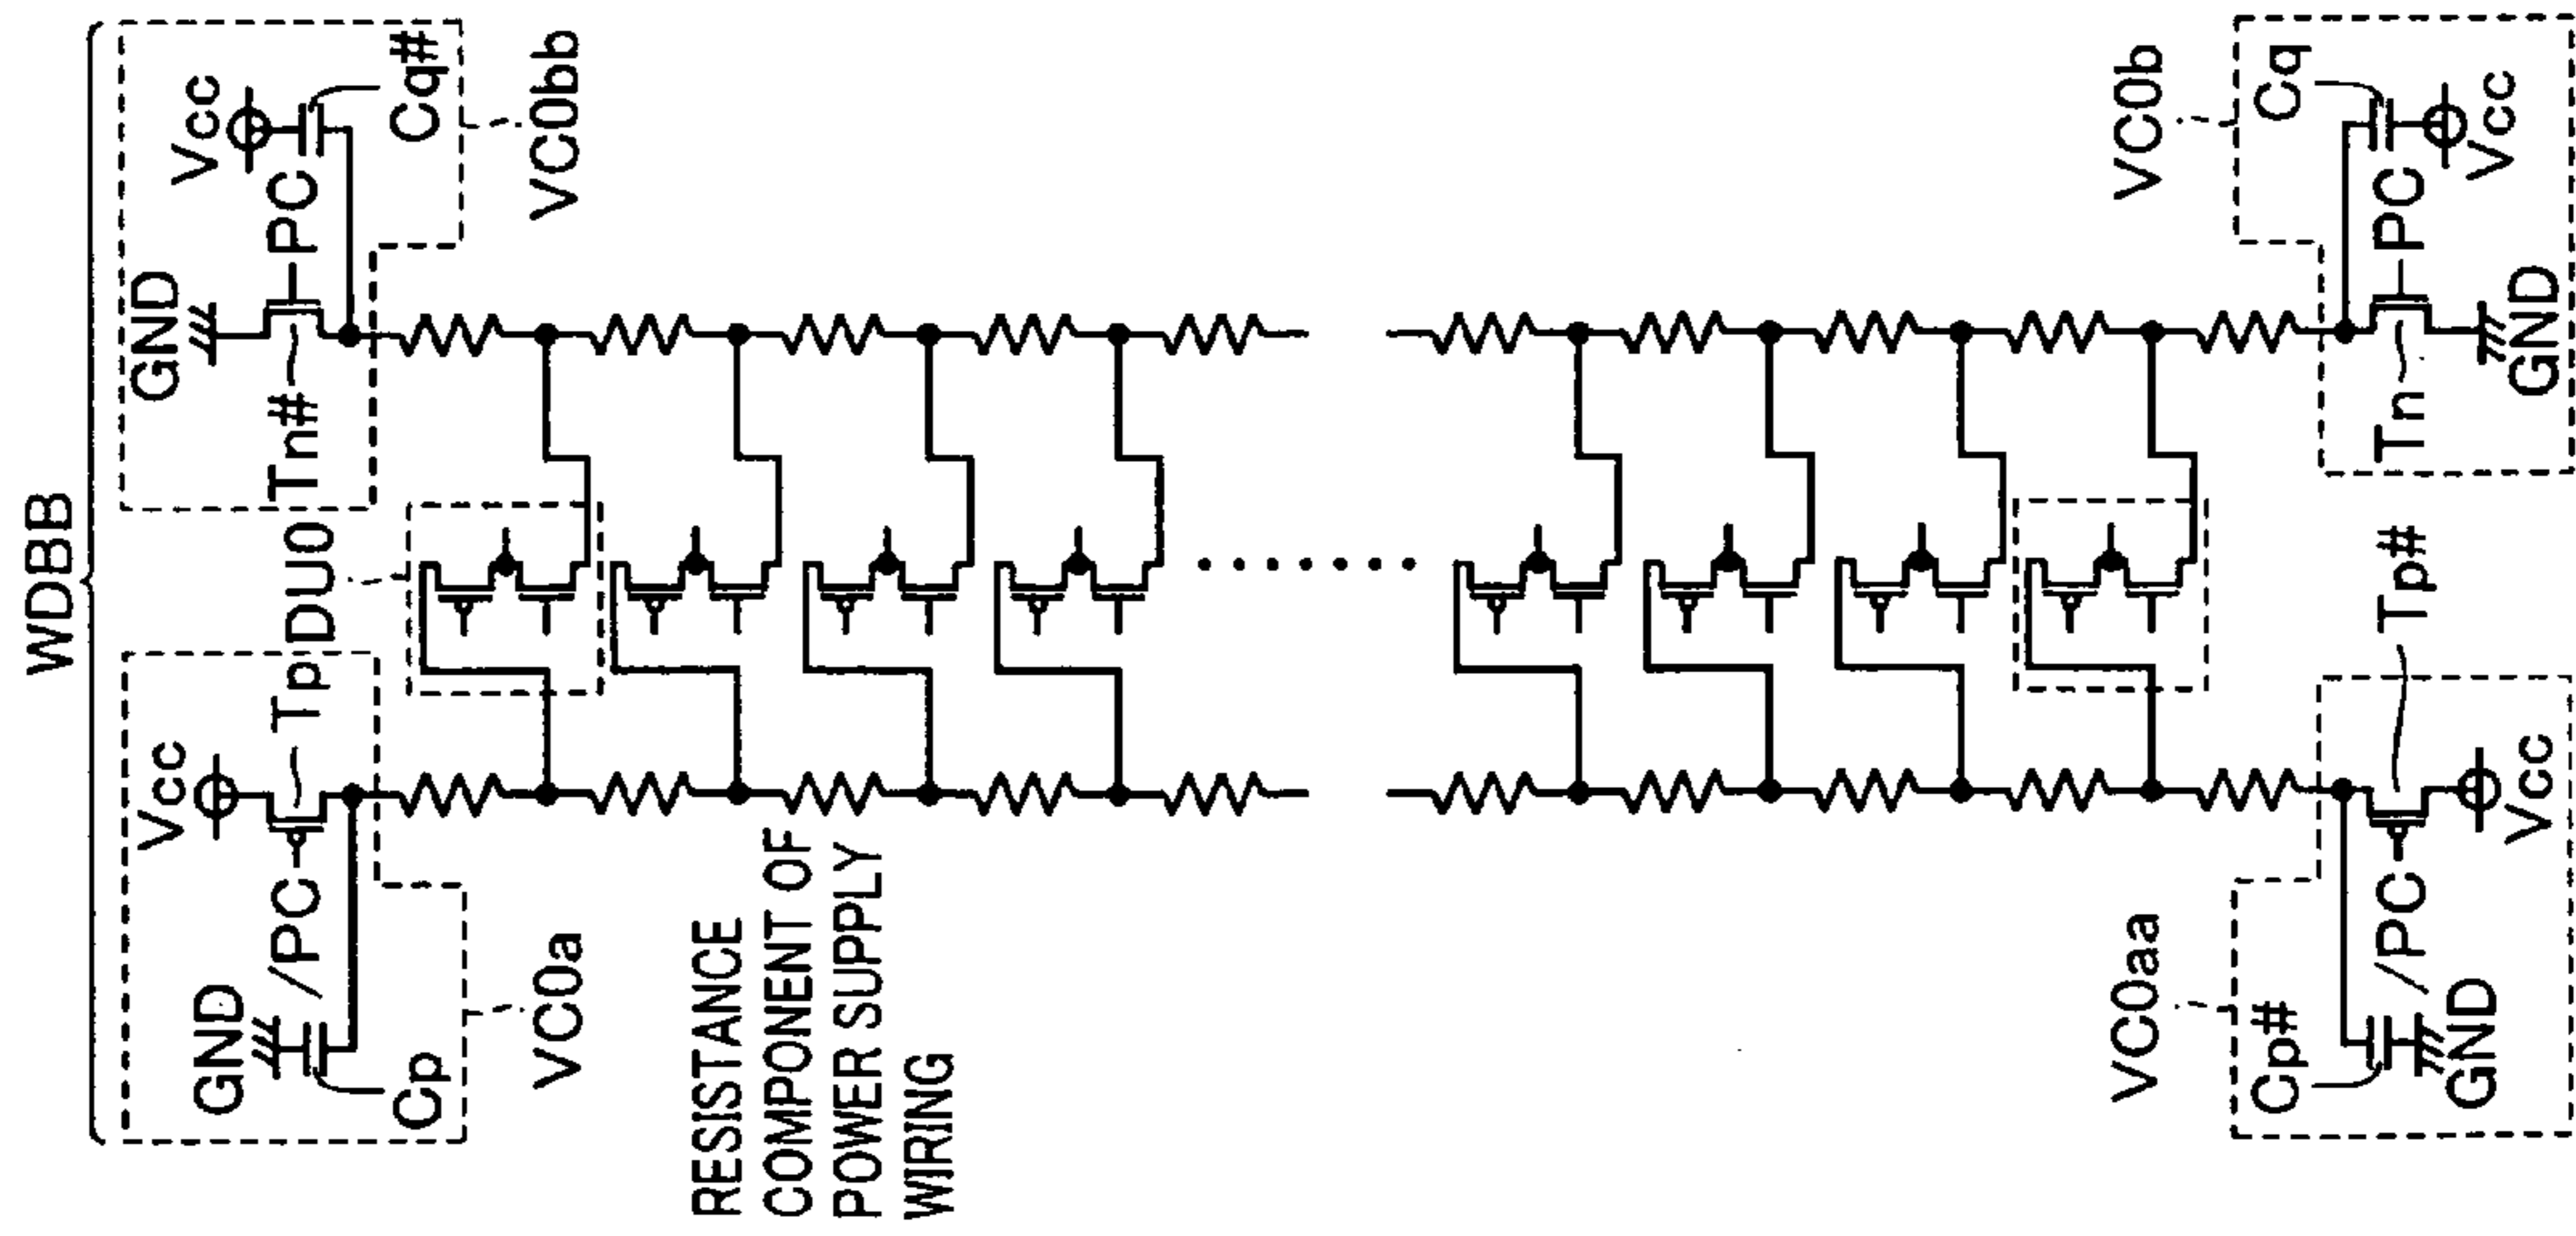 WDBB
Vcc
Tp
/PC
GND
Cp
VC0a
DU0
GND
Tn#
PC
Vcc
Cq#
VC0bb
RESISTANCE
COMPONENT OF
POWER SUPPLY
WIRING
VC0aa
Cp#
GND
/PC
Vcc
Tp#
VC0b
Cq
Vcc
PC
Tn
GND